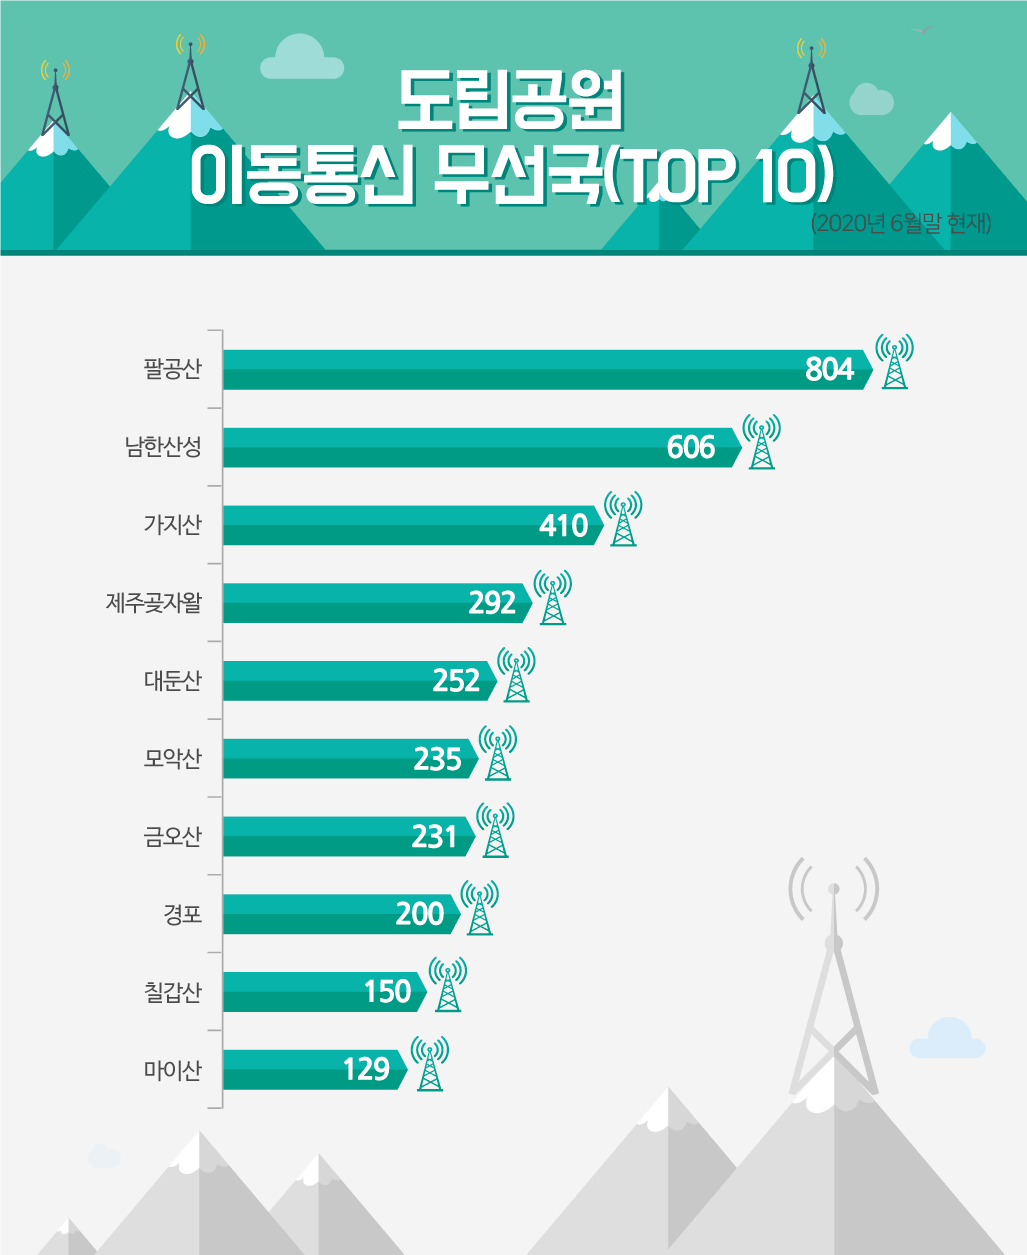 도립공원
이동통신 무선국(TOP 10)
(2020년 6월말 현재)
팔공산 804
남한산성 606
가지산 410
제주곶자왈 292
대둔산 252
모악산 235
금오산 231
경포 200
칠갑산 150
마이산 129